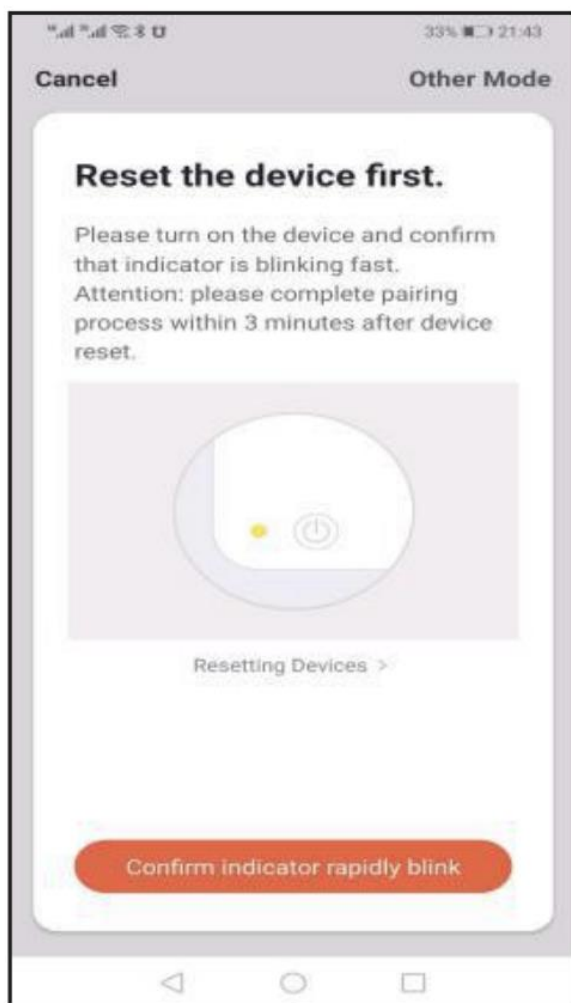 33% 21:43
Cancel Other Mode
Reset the device first.
Please turn on the device and confirm
that indicator is blinking fast.
Attention: please complete pairing
process within 3 minutes after device
reset.
Resetting Devices >
Confirm indicator rapidly blink